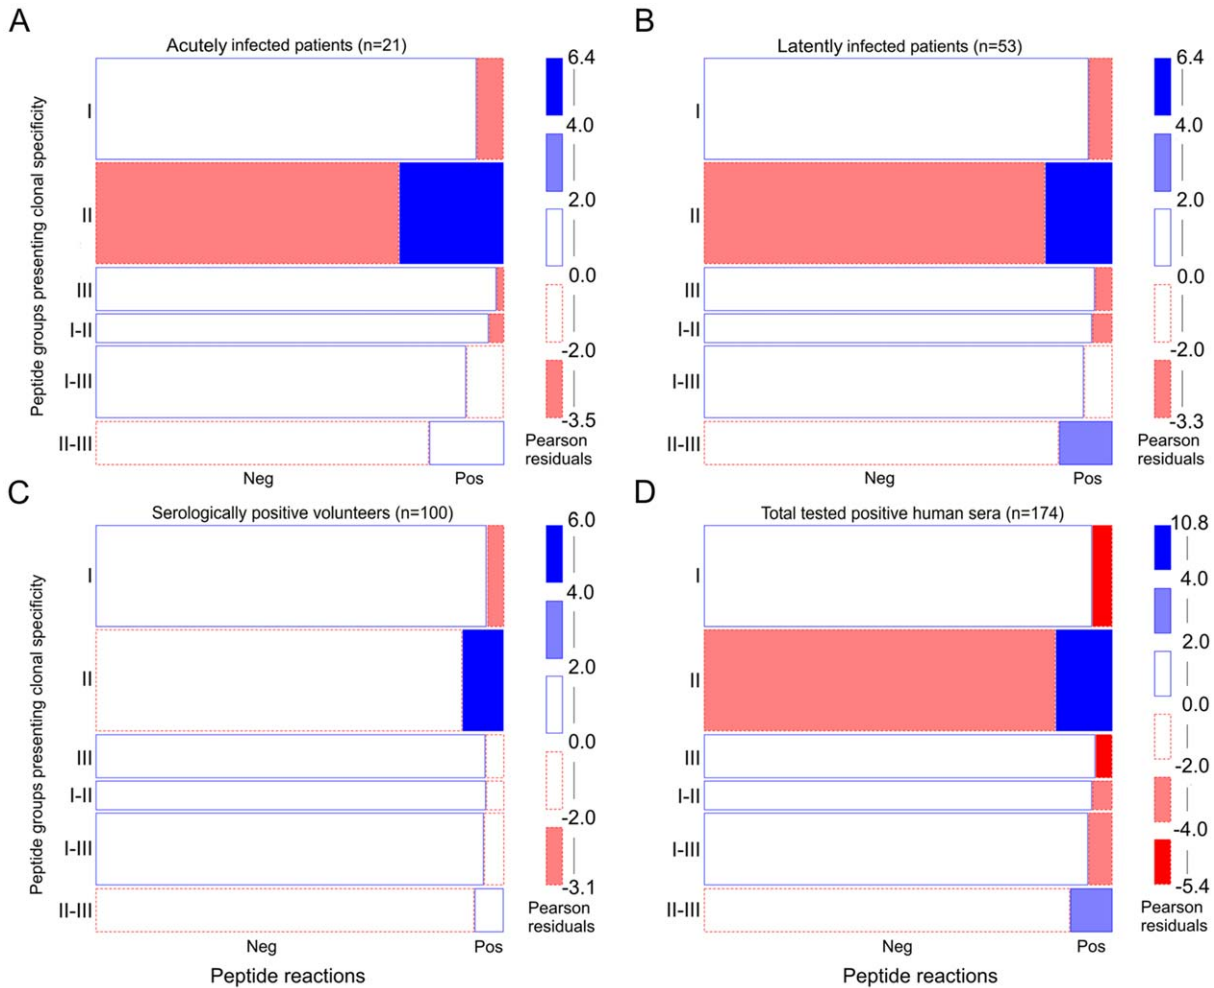 A
Acutely infected patients (n=21)
Peptide groups presenting clonal specificity
I
II
III
I-II
I-III
II-III
Neg
Pos
6.4
4.0
2.0
0.0
-2.0
-3.5
Pearson
residuals
B
Latently infected patients (n=53)
I
II
III
I-II
I-III
II-III
Neg
Pos
6.4
4.0
2.0
0.0
-2.0
-3.3
Pearson
residuals
C
Serologically positive volunteers (n=100)
Peptide groups presenting clonal specificity
I
II
III
I-II
I-III
II-III
Neg
Pos
Peptide reactions
6.0
4.0
2.0
0.0
-2.0
-3.1
Pearson
residuals
D
Total tested positive human sera (n=174)
I
II
III
I-II
I-III
II-III
Neg
Pos
Peptide reactions
10.8
4.0
2.0
0.0
-2.0
-4.0
-5.4
Pearson
residuals